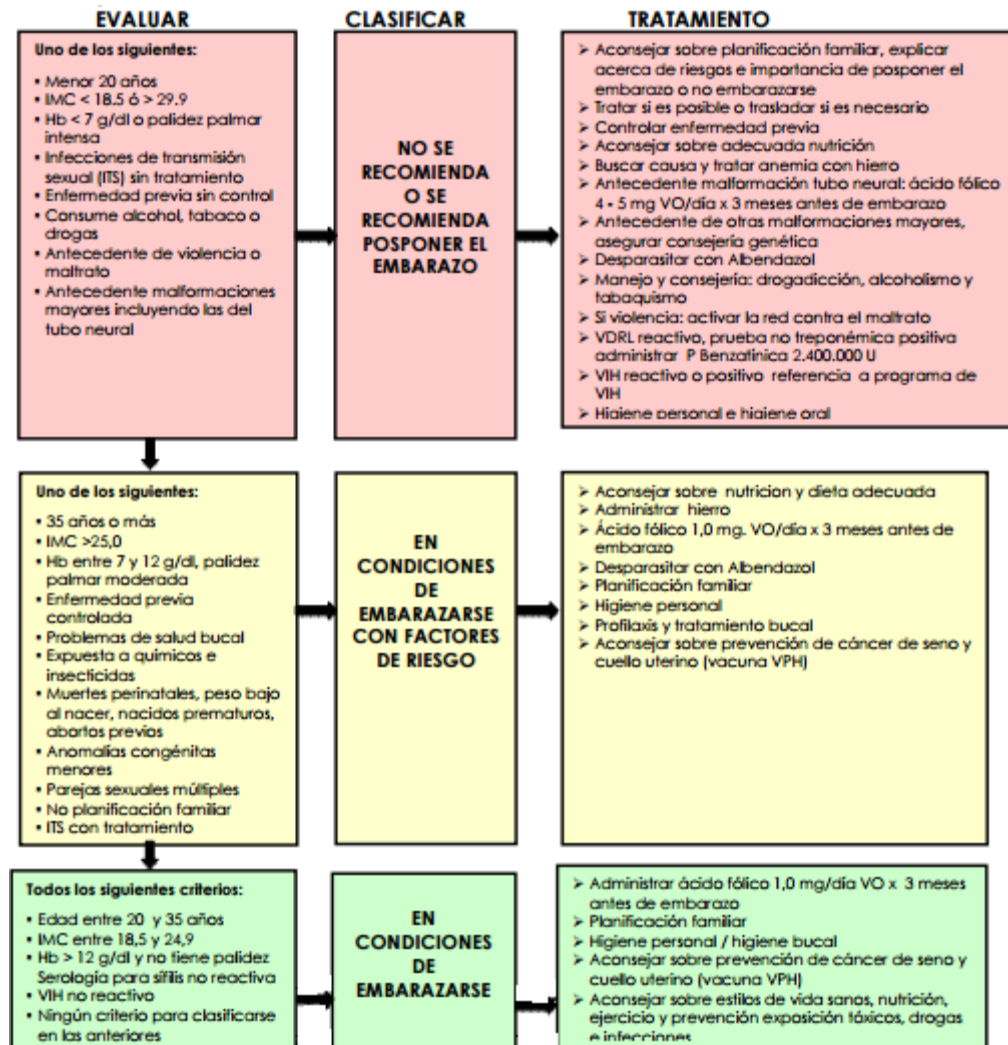 EVALUAR
CLASIFICAR
TRATAMIENTO
Uno de los siguientes:
▪ Menor 20 años
▪ IMC < 18.5 ó > 29.9
▪ Hb < 7 g/dl o palidez palmar
intensa
▪ Infecciones de transmisión
sexual (ITS) sin tratamiento
▪ Enfermedad previa sin control
▪ Consume alcohol, tabaco o
drogas
▪ Antecedente de violencia o
maltrato
▪ Antecedente malformaciones
mayores incluyendo las del
tubo neural
NO SE
RECOMIENDA
O SE
RECOMIENDA
POSPONER EL
EMBARAZO
➢ Aconsejar sobre planificación familiar, explicar
acerca de riesgos e importancia de posponer el
embarazo o no embarazarse
➢ Tratar si es posible o trasladar si es necesario
➢ Controlar enfermedad previa
➢ Aconsejar sobre adecuada nutrición
➢ Buscar causa y tratar anemia con hierro
➢ Antecedente malformación tubo neural: ácido fólico
4 - 5 mg VO/día x 3 meses antes de embarazo
➢ Antecedente de otras malformaciones mayores,
asegurar consejería genética
➢ Desparasitar con Albendazol
➢ Manejo y consejería: drogadicción, alcoholismo y
tabaquismo
➢ Si violencia: activar la red contra el maltrato
➢ VDRL reactivo, prueba no treponémica positiva
administrar P Benzatinica 2.400.000 U
➢ VIH reactivo o positivo referencia a programa de
VIH
➢ Higiene personal e higiene oral
Uno de los siguientes:
▪ 35 años o más
▪ IMC >25,0
▪ Hb entre 7 y 12 g/dl, palidez
palmar moderada
▪ Enfermedad previa
controlada
▪ Problemas de salud bucal
▪ Expuesta a químicos e
insecticidas
▪ Muertes perinatales, peso bajo
al nacer, nacidos prematuros,
abortos previos
▪ Anomalías congénitas
menores
▪ Parejas sexuales múltiples
▪ No planificación familiar
▪ ITS con tratamiento
EN
CONDICIONES
DE
EMBARAZARSE
CON FACTORES
DE RIESGO
➢ Aconsejar sobre nutricion y dieta adecuada
➢ Administrar hierro
➢ Ácido fólico 1,0 mg. VO/día x 3 meses antes de
embarazo
➢ Desparasitar con Albendazol
➢ Planificación familiar
➢ Higiene personal
➢ Profilaxis y tratamiento bucal
➢ Aconsejar sobre prevención de cáncer de seno y
cuello uterino (vacuna VPH)
Todos los siguientes criterios:
▪ Edad entre 20 y 35 años
▪ IMC entre 18,5 y 24,9
▪ Hb > 12 g/dl y no tiene palidez
Serología para sífilis no reactiva
▪ VIH no reactivo
▪ Ningún criterio para clasificarse
en las anteriores
EN
CONDICIONES
DE
EMBARAZARSE
➢ Administrar ácido fólico 1,0 mg/día VO x 3 meses
antes de embarazo
➢ Planificación familiar
➢ Higiene personal / higiene bucal
➢ Aconsejar sobre prevención de cáncer de seno y
cuello uterino (vacuna VPH)
➢ Aconsejar sobre estilos de vida sanos, nutrición,
ejercicio y prevención exposición tóxicos, drogas
e infecciones